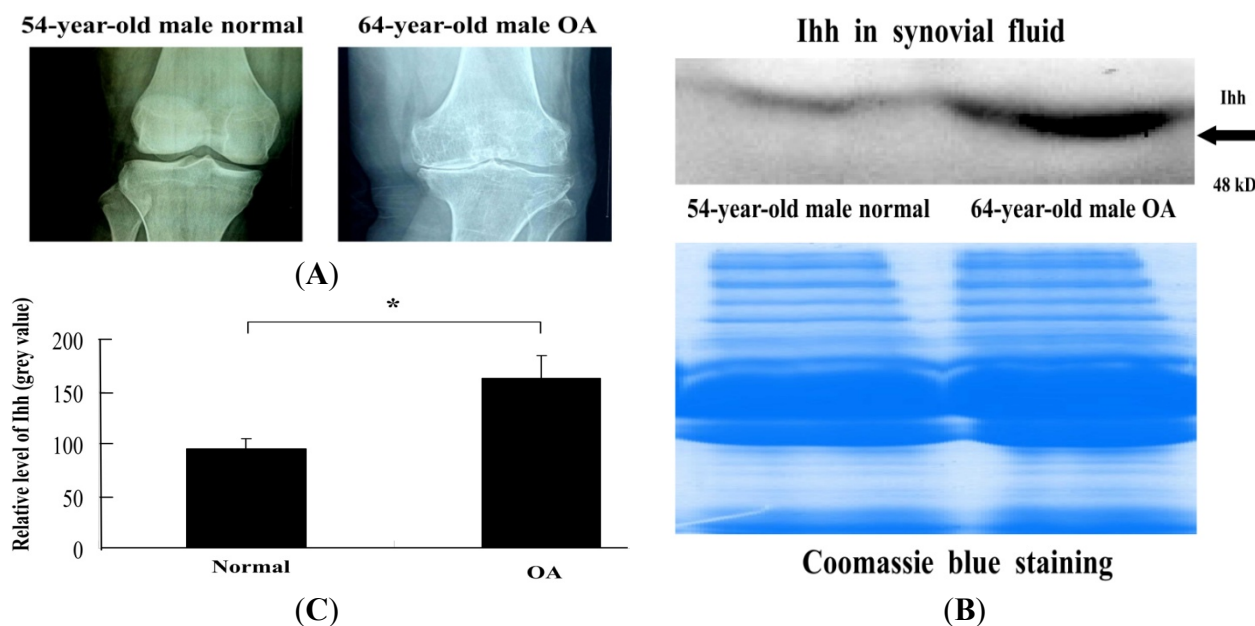 54-year-old male normal
64-year-old male OA
(A)
Relative level of Ihh (grey value)
200
150
100
50
0
*
Normal
OA
(C)
Ihh in synovial fluid
Ihh
48 kD
54-year-old male normal
64-year-old male OA
Coomassie blue staining
(B)